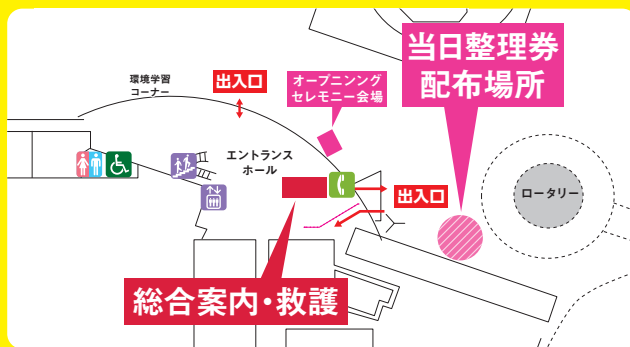 当日整理券
配布場所
環境学習
コーナー
出入口
オープニンング
セレモニー会場
エントランス
ホール
出入口
ロータリー
総合案内・救護